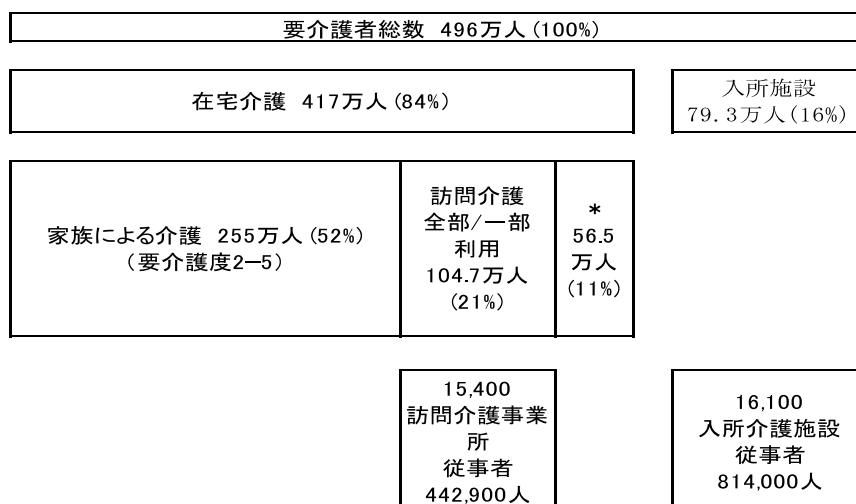 要介護者総数 496万人(100%)
在宅介護 417万人(84%)
入所施設
79.3万人(16%)
家族による介護 255万人(52%)
(要介護度2−5)
訪問介護
全部/一部
利用
104.7万人
(21%)
*
56.5
万人
(11%)
15,400
訪問介護事業
所
従事者
442,900人
16,100
入所介護施設
従事者
814,000人